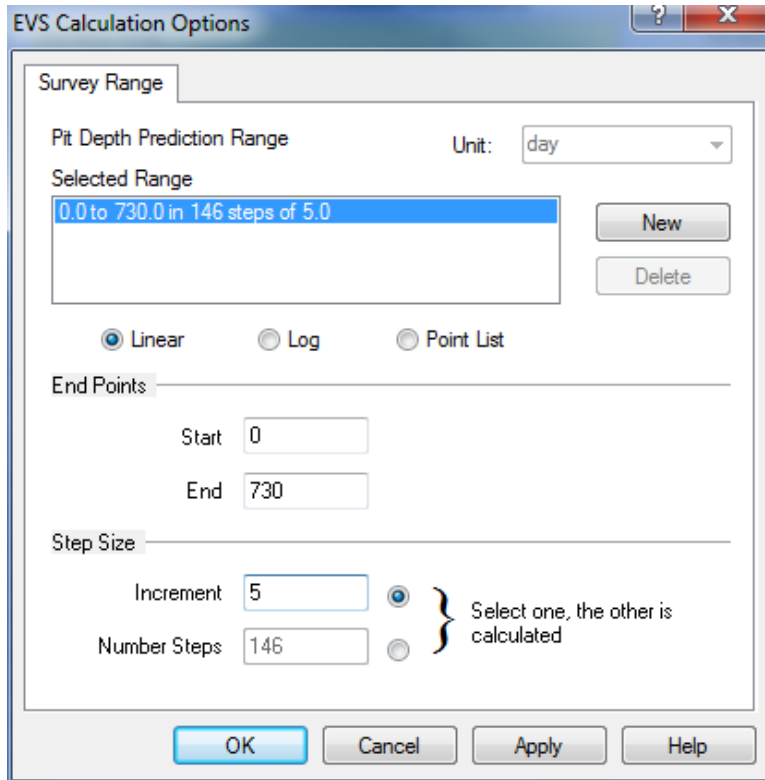 EVS Calculation Options
?
X
Survey Range
Pit Depth Prediction Range
Unit: day
Selected Range
0.0 to 730.0 in 146 steps of 5.0
New
Delete
Linear Log Point List
End Points
Start 0
End 730
Step Size
Increment 5
Number Steps 146
Select one, the other is
calculated
OK Cancel Apply Help